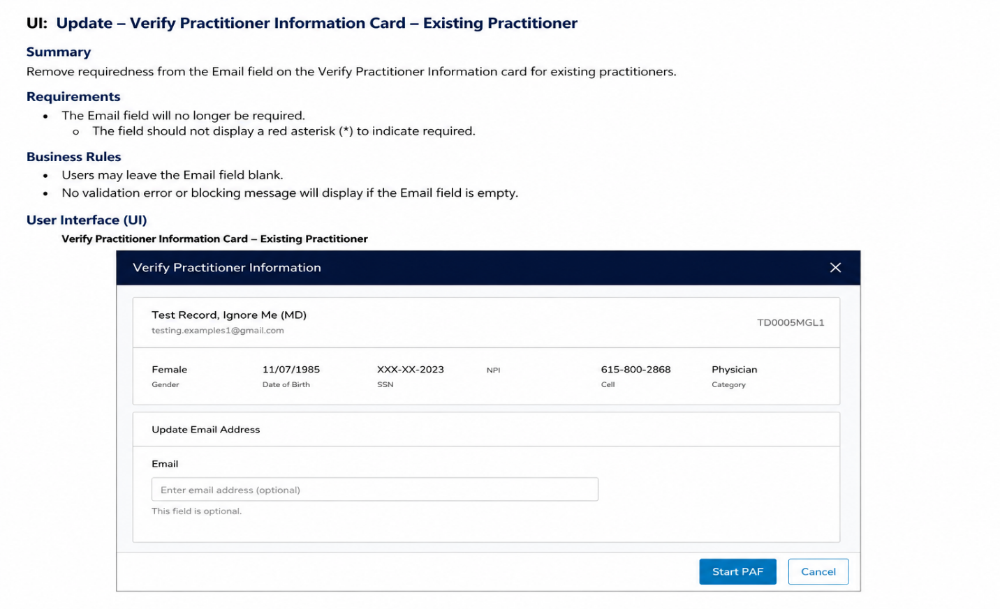 UI: Update – Verify Practitioner Information Card – Existing Practitioner
Summary
Remove requiredness from the Email field on the Verify Practitioner Information card for existing practitioners.
Requirements
• The Email field will no longer be required.
o The field should not display a red asterisk (*) to indicate required.
Business Rules
• Users may leave the Email field blank.
• No validation error or blocking message will display if the Email field is empty.
User Interface (UI)
Verify Practitioner Information Card – Existing Practitioner
Verify Practitioner Information
Test Record, Ignore Me (MD)
testing.examples1@gmail.com
TD0005MGL1
Female 11/07/1985 XXX-XX-2023 NPI 615-800-2868 Physician
Gender Date of Birth SSN Cell Category
Update Email Address
Email
Enter email address (optional)
This field is optional.
Start PAF Cancel